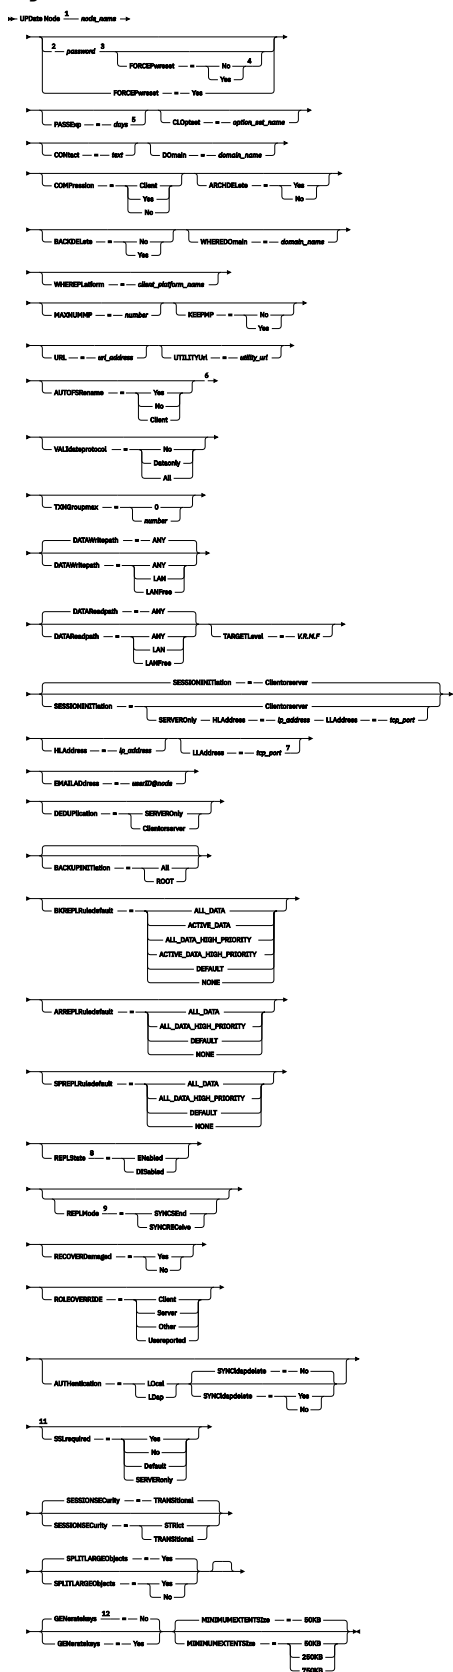 UPDate Node 1 node_name
2 password 3 FORCEPwreset = No 4
Yes
FORCEPwreset = Yes
PASSExp = days 5 CLOptset = option_set_name
CONtact = text DOmain = domain_name
COMPression = Client ARCHDELete = Yes
Yes No
No
BACKDELete = No WHEREDOmain = domain_name
Yes
WHEREPLatform = client_platform_name
MAXNUMMP = number KEEPMP = No
Yes
URL = url_address UTILITYUrl = utility_url
AUTOFSRename = Yes 6
No
Client
VALIdateprotocol = No
Dataonly
All
TXNGroupmax = 0
number
DATAWritepath = ANY
DATAWritepath = ANY
LAN
LANFree
DATAReadpath = ANY
DATAReadpath = ANY TARGETLevel = V.R.M.F
LAN
LANFree
SESSIONINITiation = Clientorserver
SESSIONINITiation = Clientorserver
SERVEROnly HLAddress = ip_address LLAddress = tcp_port
HLAddress = ip_address LLAddress = tcp_port 7
EMAILADdress = userID@node
DEDUPlication = SERVEROnly
Clientorserver
BACKUPINITiation = All
ROOT
BKREPLRuledefault = ALL_DATA
ACTIVE_DATA
ALL_DATA_HIGH_PRIORITY
ACTIVE_DATA_HIGH_PRIORITY
DEFAULT
NONE
ARREPLRuledefault = ALL_DATA
ALL_DATA_HIGH_PRIORITY
DEFAULT
NONE
SPREPLRuledefault = ALL_DATA
ALL_DATA_HIGH_PRIORITY
DEFAULT
NONE
REPLState 8 = ENabled
DISabled
REPLMode 9 = SYNCSEnd
SYNCRECeive
RECOVERDamaged = Yes
No
ROLEOVERRIDE = Client
Server
Other
Usereported
SYNCldapdelete = No
AUTHentication = LOcal
LDap SYNCldapdelete = Yes
No
11
SSLrequired = Yes
No
Default
SERVERonly
SESSIONSECurity = TRANSitional
SESSIONSECurity = STRict
TRANSitional
SPLITLARGEObjects = Yes
SPLITLARGEObjects = Yes
No
GENeratekeys 12 = No MINIMUMEXTENTSIze = 50KB
GENeratekeys = Yes MINIMUMEXTENTSIze = 50KB
250KB
750KB